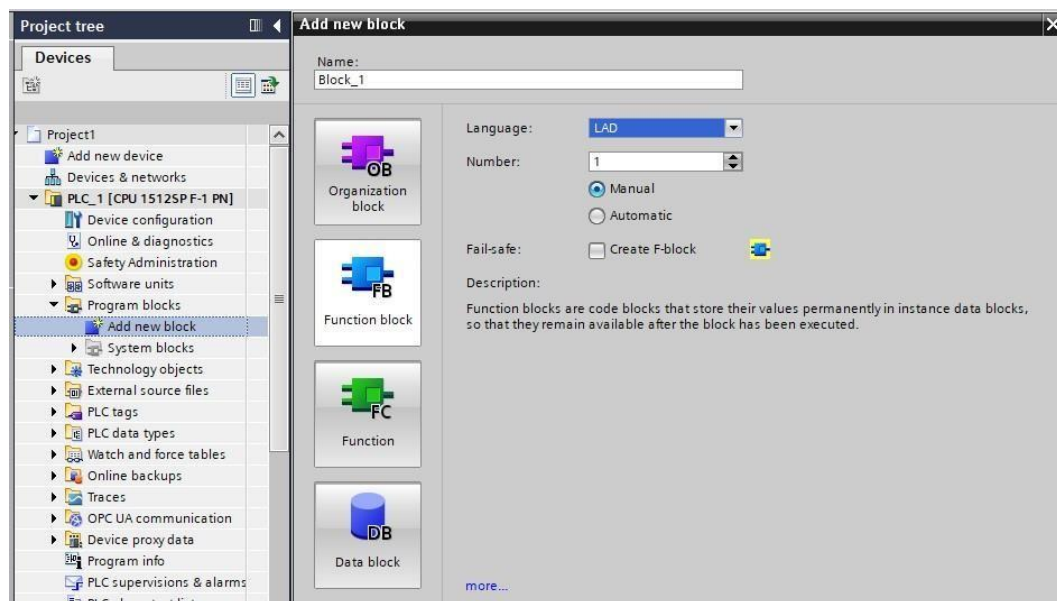 Project tree
Devices
Project1
Add new device
Devices & networks
PLC_1 [CPU 1512SP F-1 PN]
Device configuration
Online & diagnostics
Safety Administration
Software units
Program blocks
Add new block
System blocks
Technology objects
External source files
PLC tags
PLC data types
Watch and force tables
Online backups
Traces
OPC UA communication
Device proxy data
Program info
PLC supervisions & alarms
Add new block
Name:
Block_1
OB
Organization
block
FB
Function block
FC
Function
DB
Data block
Language:
LAD
Number:
1
Manual
Automatic
Fail-safe:
Create F-block
Description:
Function blocks are code blocks that store their values permanently in instance data blocks,
so that they remain available after the block has been executed.
more...